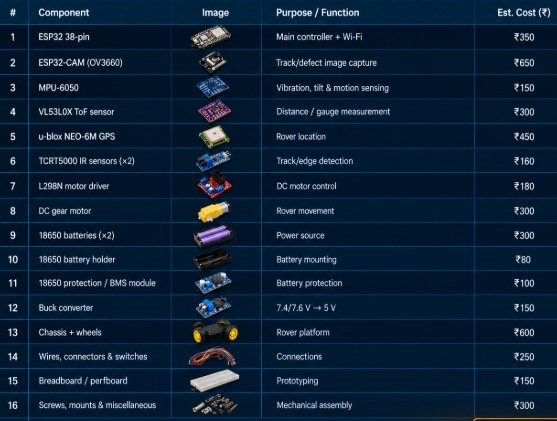 # Component Image Purpose / Function Est. Cost (₹)
1 ESP32 38-pin Main controller + Wi-Fi ₹350
2 ESP32-CAM (OV3660) Track/defect image capture ₹650
3 MPU-6050 Vibration, tilt & motion sensing ₹150
4 VL53L0X ToF sensor Distance / gauge measurement ₹300
5 u-blox NEO-6M GPS Rover location ₹450
6 TCRT5000 IR sensors (×2) Track/edge detection ₹160
7 L298N motor driver DC motor control ₹180
8 DC gear motor Rover movement ₹300
9 18650 batteries (×2) Power source ₹300
10 18650 battery holder Battery mounting ₹80
11 18650 protection / BMS module Battery protection ₹100
12 Buck converter 7.4/7.6 V → 5 V ₹150
13 Chassis + wheels Rover platform ₹600
14 Wires, connectors & switches Connections ₹250
15 Breadboard / perfboard Prototyping ₹150
16 Screws, mounts & miscellaneous Mechanical assembly ₹300